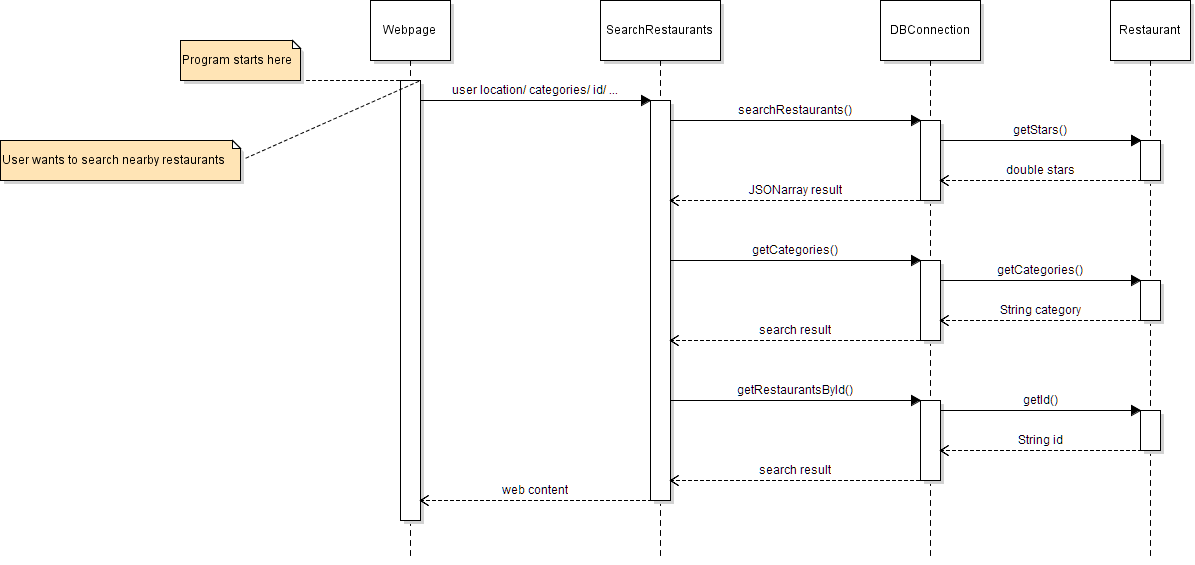 Webpage
SearchRestaurants
DBConnection
Restaurant
Program starts here
user location/ categories/ id/ ...
searchRestaurants()
getStars()
User wants to search nearby restaurants
double stars
JSONarray result
getCategories()
getCategories()
String category
search result
getRestaurantsById()
getId()
String id
search result
web content